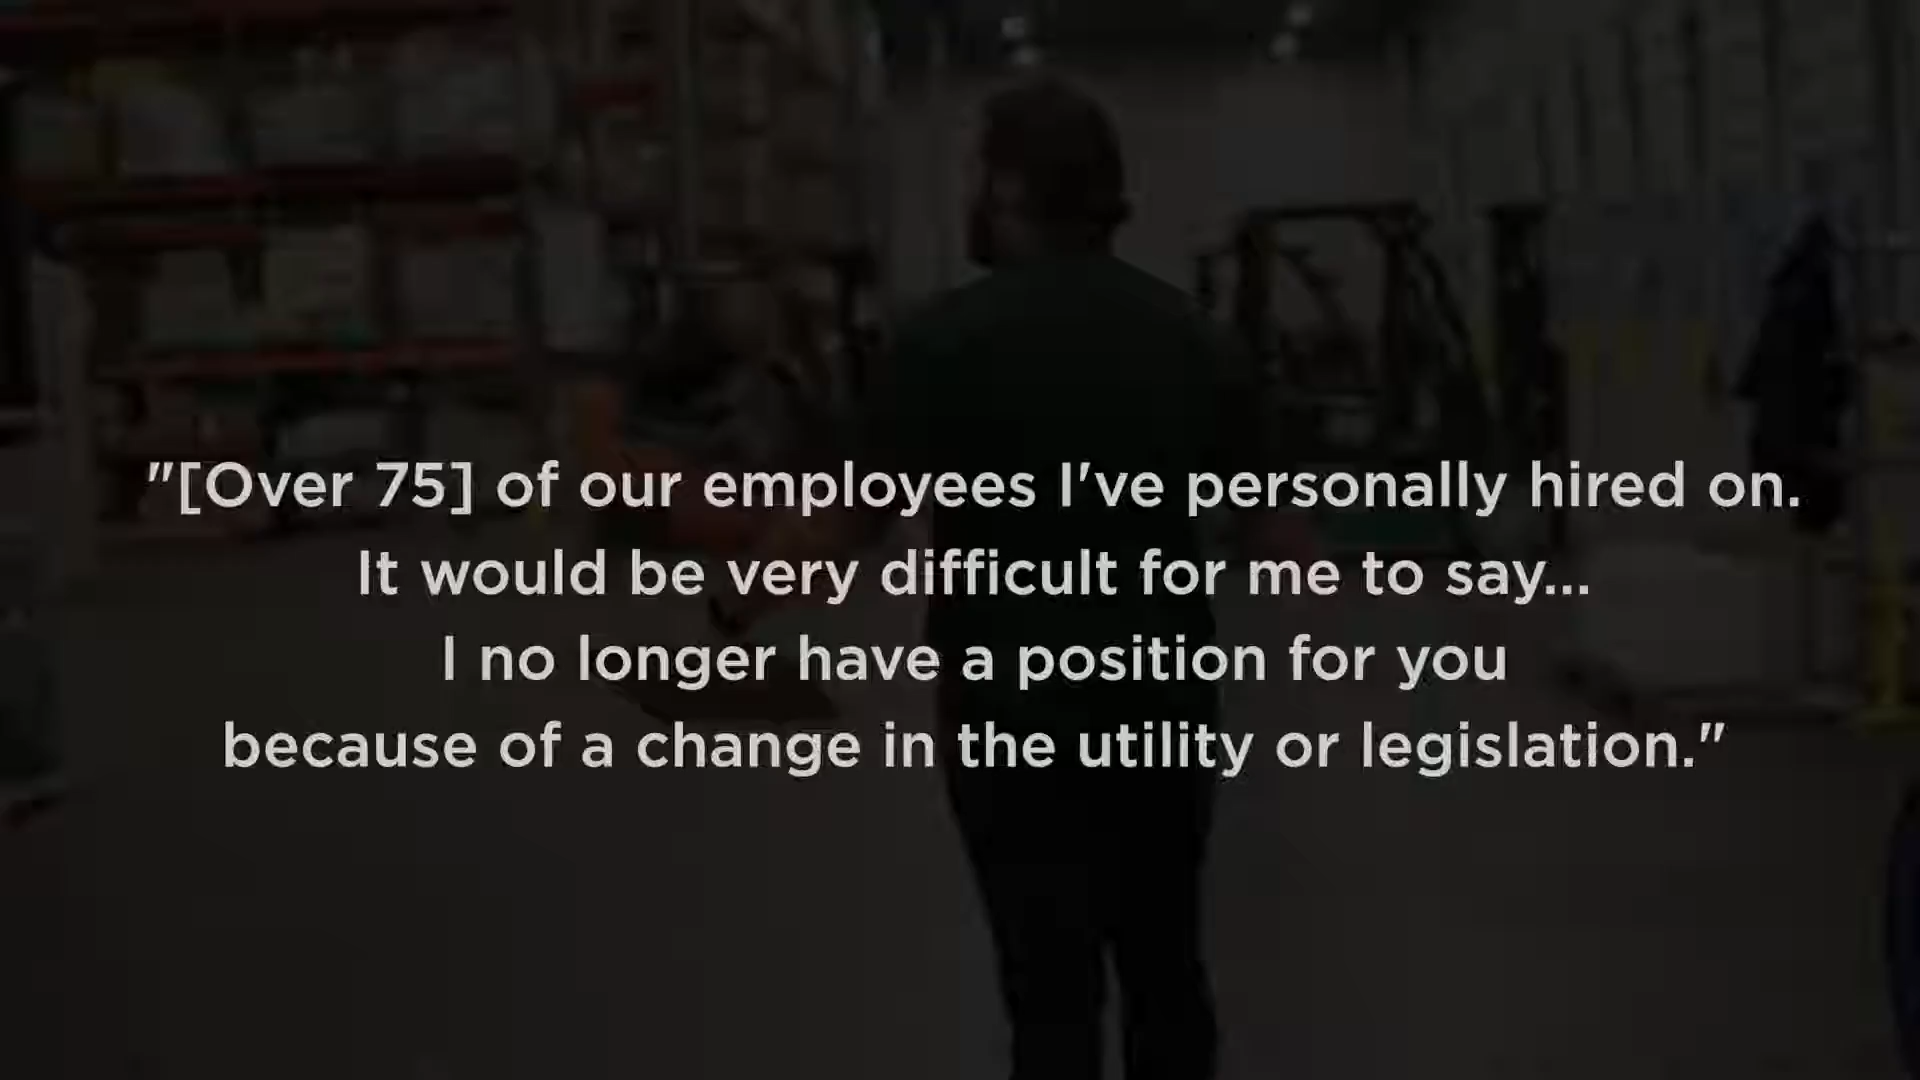 "[Over 75] of our employees I've personally hired on.
It would be very difficult for me to say...
I no longer have a position for you
because of a change in the utility or legislation."